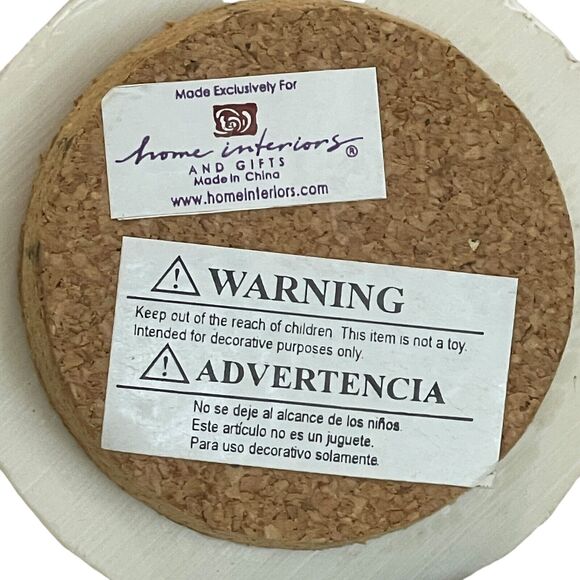 Made Exclusively For
home interiors®
AND GIFTS
Made in China
www.homeinteriors.com
⚠ WARNING
Keep out of the reach of children. This item is not a toy.
Intended for decorative purposes only.
⚠ ADVERTENCIA
No se deje al alcance de los niños.
Este artículo no es un juguete.
Para uso decorativo solamente.